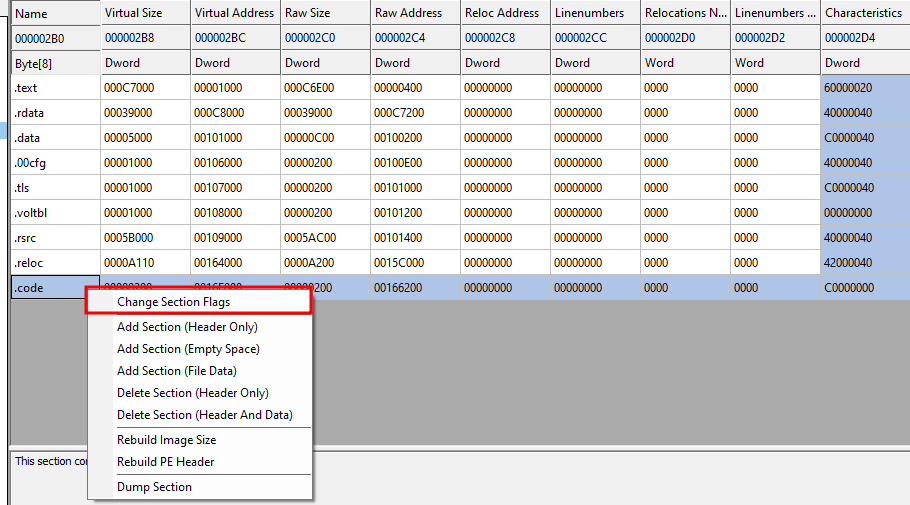 Name Virtual Size Virtual Address Raw Size Raw Address Reloc Address Linenumbers Relocations N... Linenumbers ... Characteristics
000002B0 000002B8 000002BC 000002C0 000002C4 000002C8 000002CC 000002D0 000002D2 000002D4
Byte[8] Dword Dword Dword Dword Dword Dword Word Word Dword
.text 000C7000 00001000 000C6E00 00000400 00000000 00000000 0000 0000 60000020
.rdata 00039000 000C8000 00039000 000C7200 00000000 00000000 0000 0000 40000040
.data 00005000 00101000 00000C00 00100200 00000000 00000000 0000 0000 C0000040
.00cfg 00001000 00106000 00000200 00100E00 00000000 00000000 0000 0000 40000040
.tls 00001000 00107000 00000200 00101000 00000000 00000000 0000 0000 C0000040
.voltbl 00001000 00108000 00000200 00101200 00000000 00000000 0000 0000 00000000
.rsrc 0005B000 00109000 0005AC00 00101400 00000000 00000000 0000 0000 40000040
.reloc 0000A110 00164000 0000A200 0015C000 00000000 00000000 0000 0000 42000040
.code 00166200 00000000 00000000 0000 0000 C0000000
Change Section Flags
Add Section (Header Only)
Add Section (Empty Space)
Add Section (File Data)
Delete Section (Header Only)
Delete Section (Header And Data)
Rebuild Image Size
This section
Rebuild PE Header
Dump Section